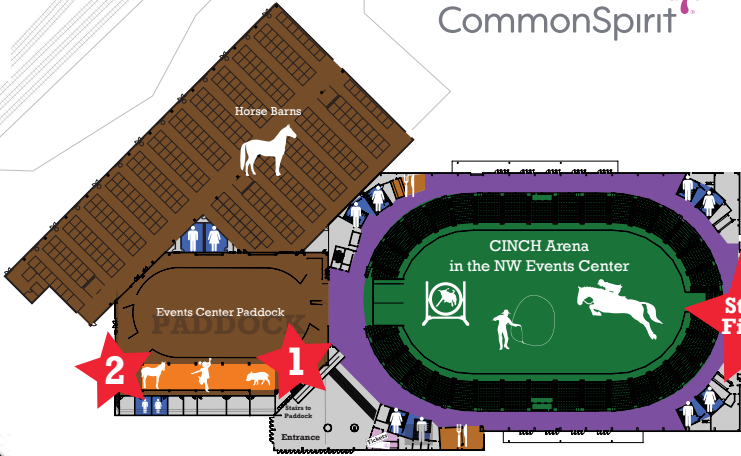 CommonSpirit
Horse Barns
CINCH Arena
in the NW Events Center
Events Center Paddock
PADDOCK
2
1
Stairs to
Paddock
Entrance
Tickets